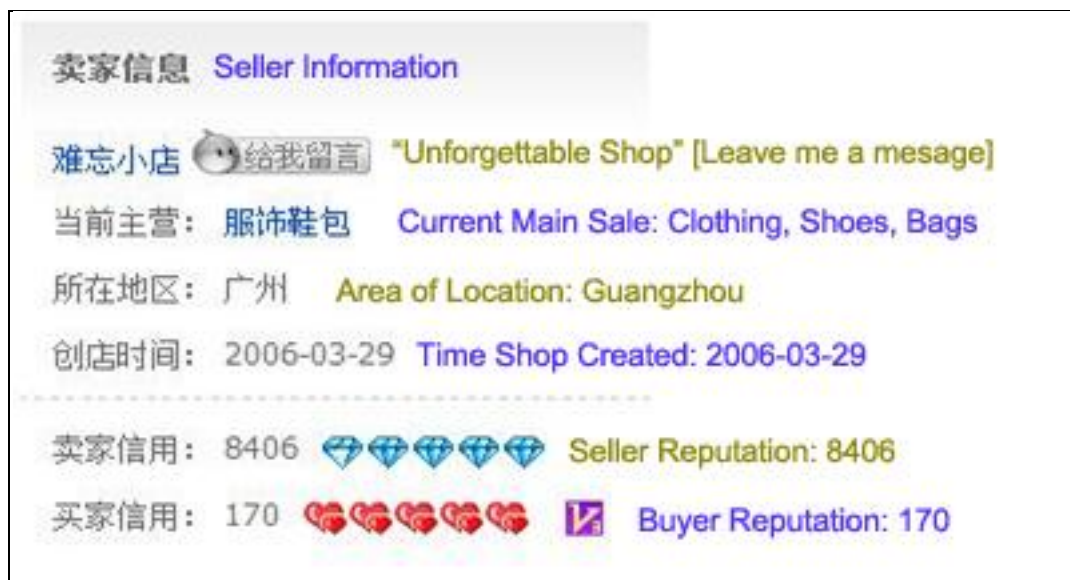 卖家信息 Seller Information
难忘小店 给我留言 “Unforgettable Shop” [Leave me a mesage]
当前主营： 服饰鞋包 Current Main Sale: Clothing, Shoes, Bags
所在地区： 广州 Area of Location: Guangzhou
创店时间： 2006-03-29 Time Shop Created: 2006-03-29
卖家信用： 8406 Seller Reputation: 8406
买家信用： 170 Buyer Reputation: 170